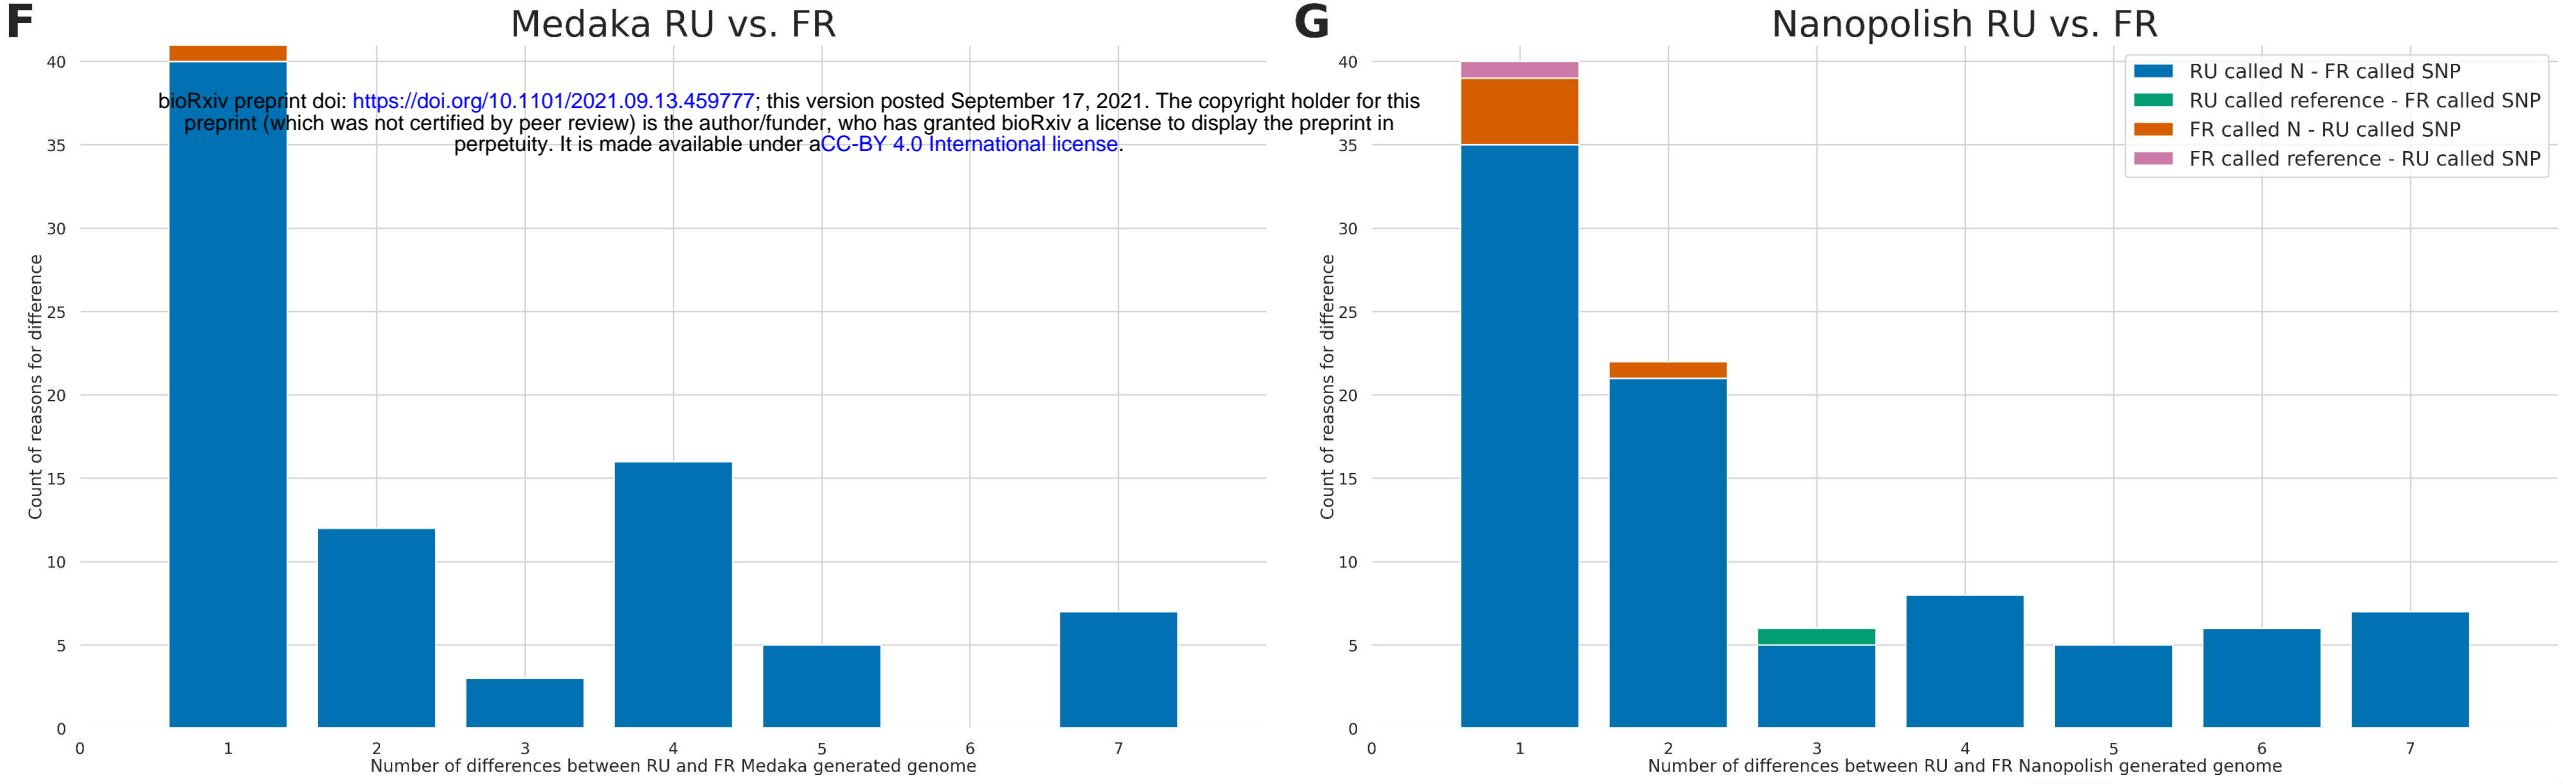 F
Medaka RU vs. FR
G
Nanopolish RU vs. FR
bioRxiv preprint doi: https://doi.org/10.1101/2021.09.13.459777; this version posted September 17, 2021. The copyright holder for this
preprint (which was not certified by peer review) is the author/funder, who has granted bioRxiv a license to display the preprint in
perpetuity. It is made available under aCC-BY 4.0 International license.
Count of reasons for difference
40
35
30
25
20
15
10
5
0
0 1 2 3 4 5 6 7
Number of differences between RU and FR Medaka generated genome
RU called N - FR called SNP
RU called reference - FR called SNP
FR called N - RU called SNP
FR called reference - RU called SNP
Count of reasons for difference
40
35
30
25
20
15
10
5
0
0 1 2 3 4 5 6 7
Number of differences between RU and FR Nanopolish generated genome